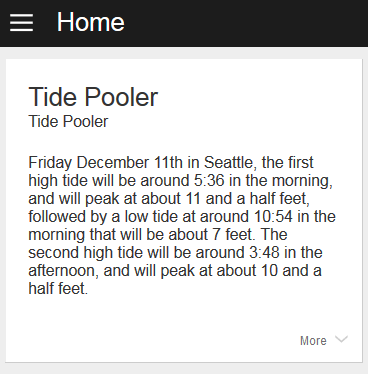 Home
Tide Pooler
Tide Pooler
Friday December 11th in Seattle, the first
high tide will be around 5:36 in the morning,
and will peak at about 11 and a half feet,
followed by a low tide at around 10:54 in the
morning that will be about 7 feet. The
second high tide will be around 3:48 in the
afternoon, and will peak at about 10 and a
half feet.
More